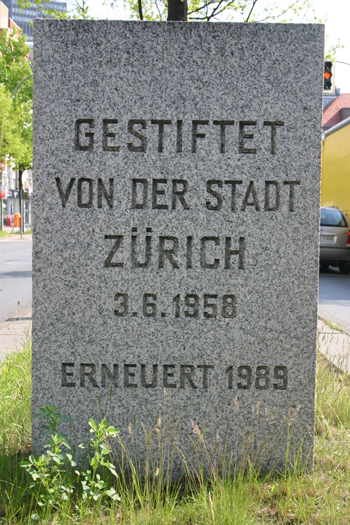 GESTIFTET
VON DER STADT
ZÜRICH
3.6.1958
ERNEUERT 1989